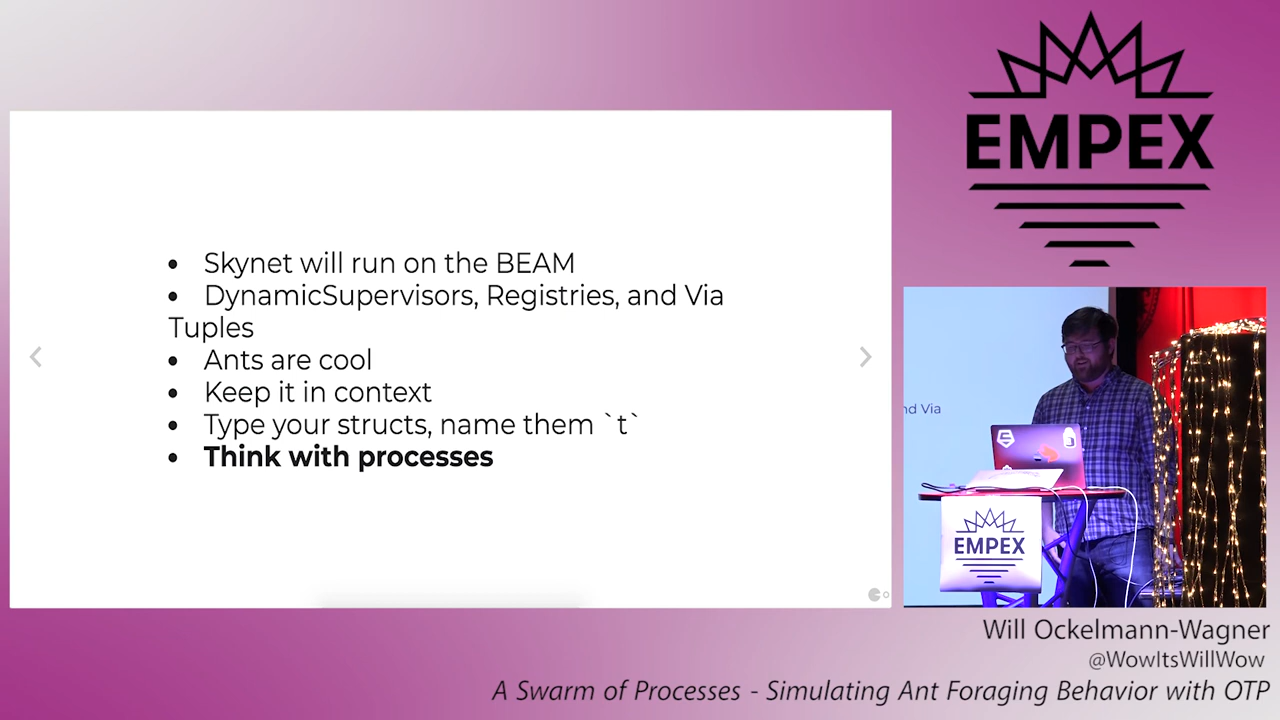 EMPEX
• Skynet will run on the BEAM
• DynamicSupervisors, Registries, and Via
Tuples
• Ants are cool
• Keep it in context
• Type your structs, name them `t`
• Think with processes
nd Via
EMPEX
Will Ockelmann-Wagner
@WowItsWillWow
A Swarm of Processes - Simulating Ant Foraging Behavior with OTP